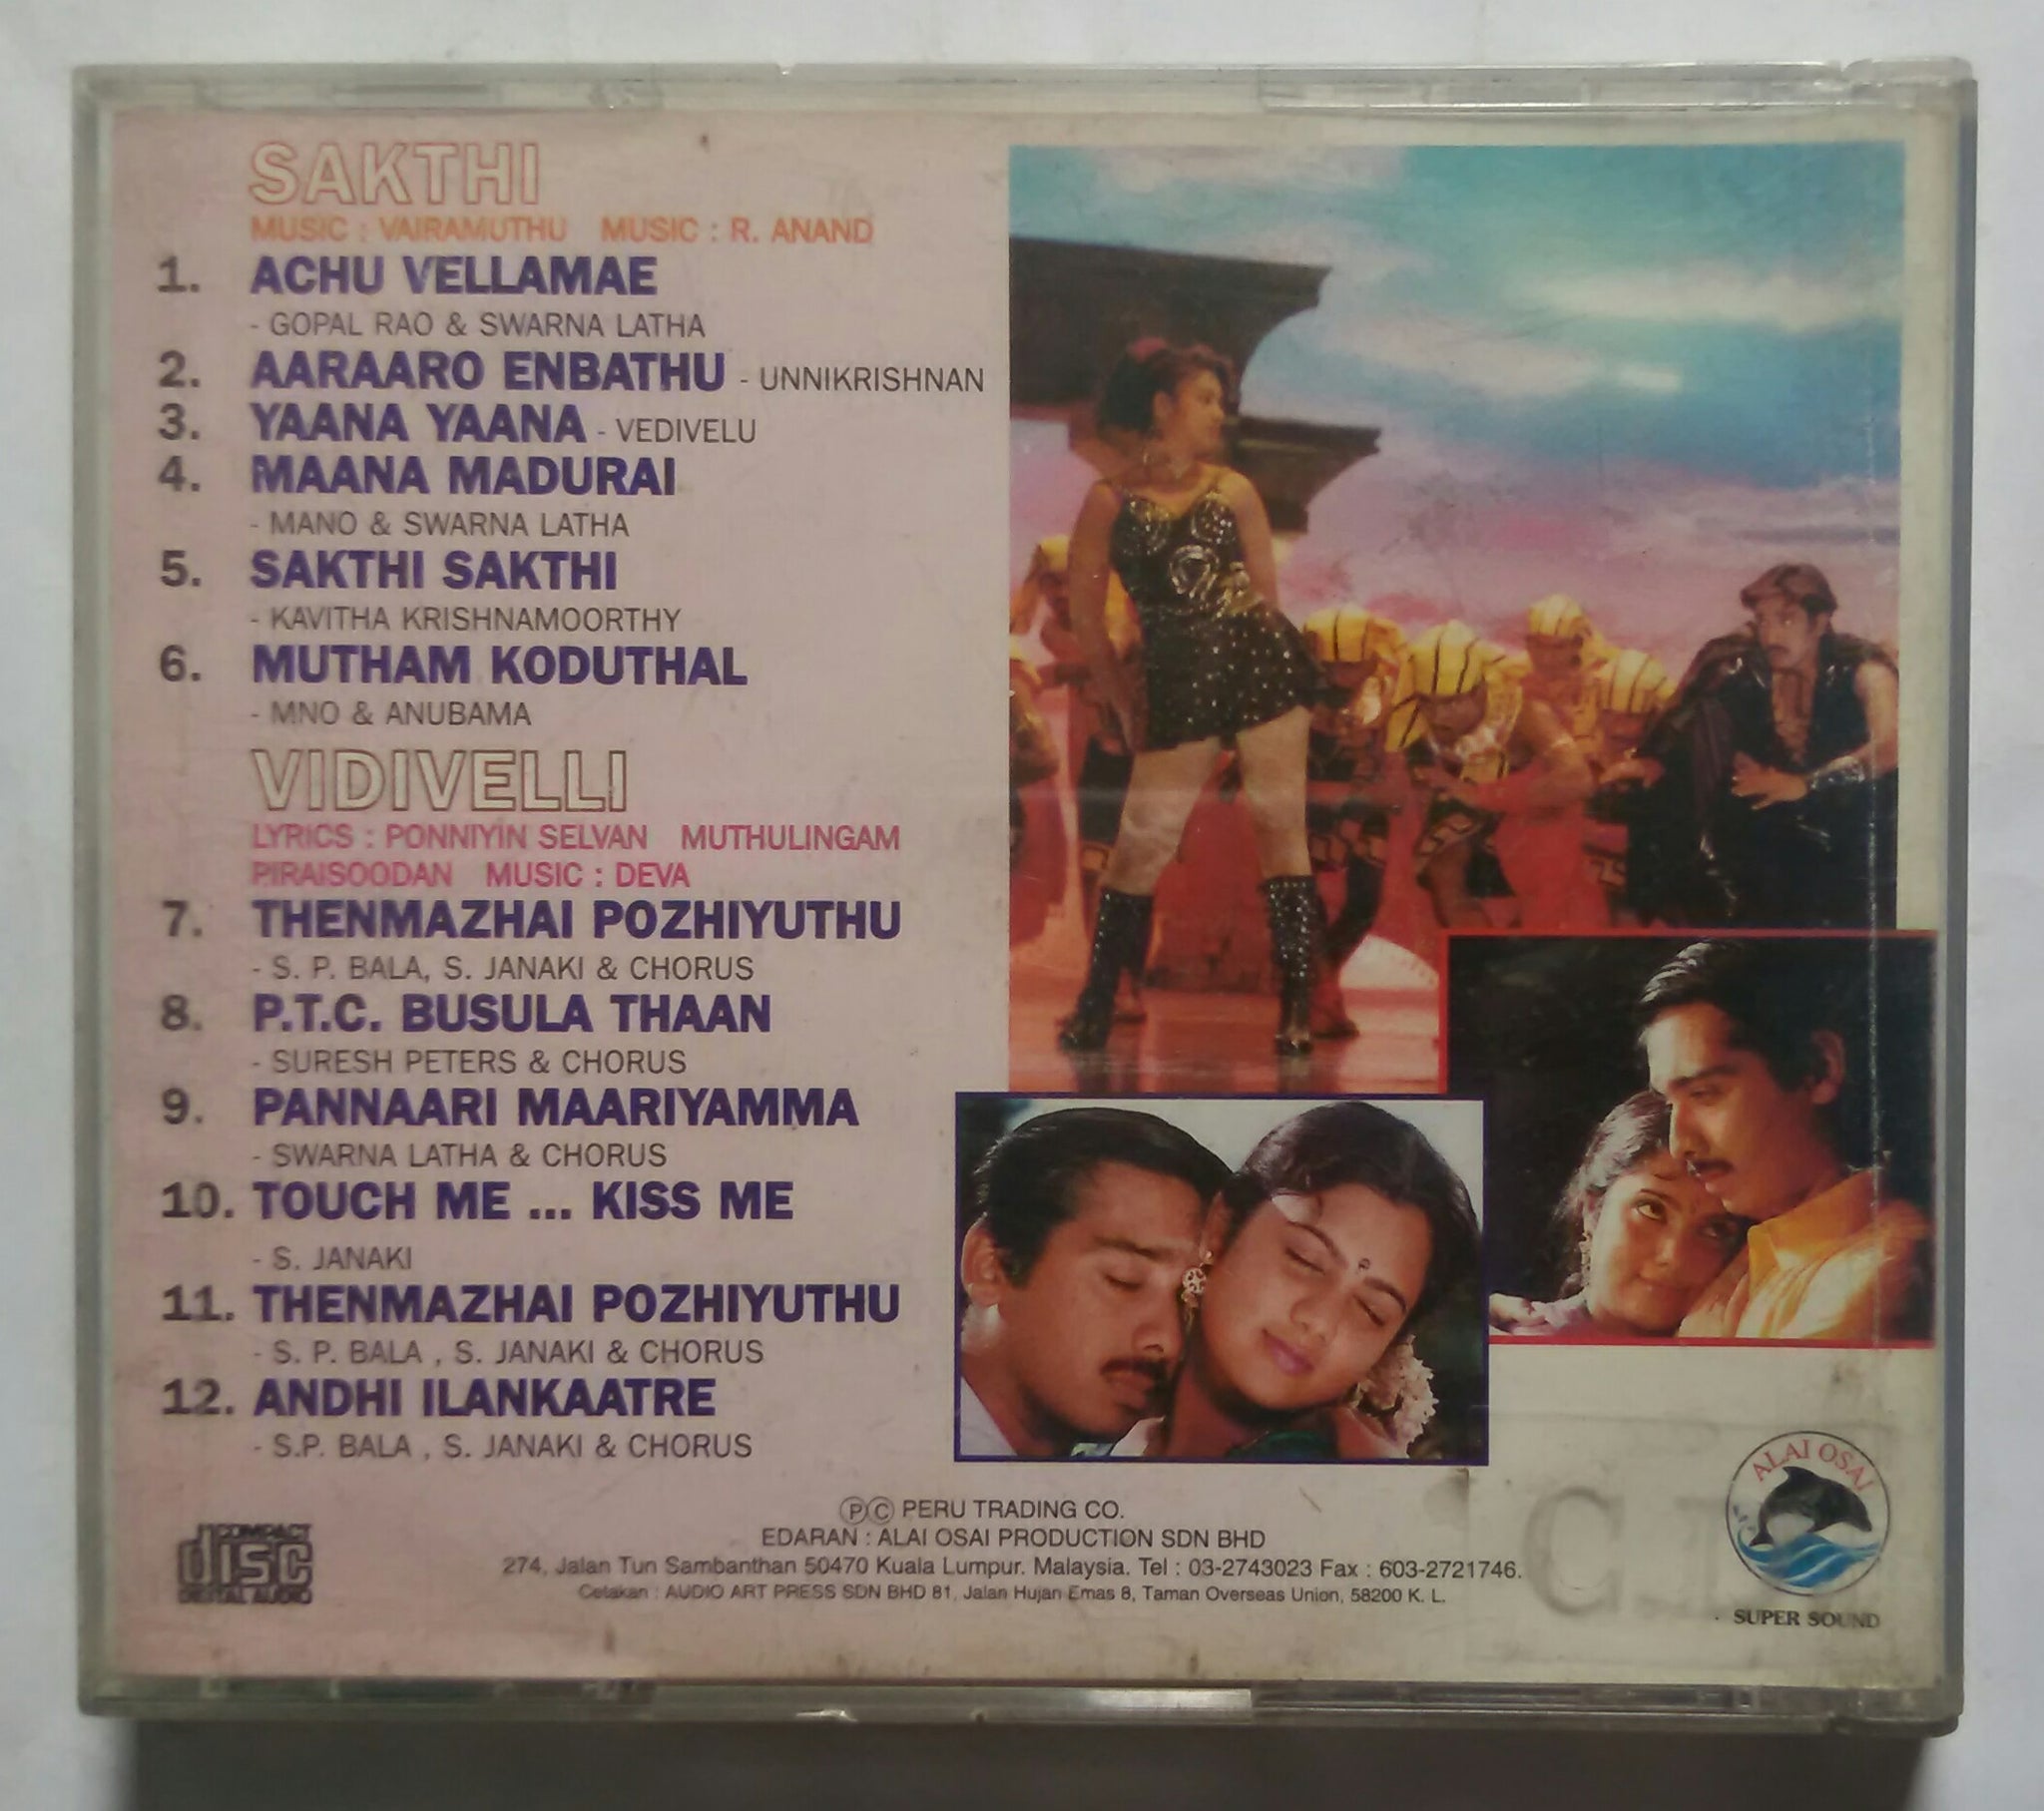 SAKTHI
MUSIC : VAIRAMUTHU MUSIC : R. ANAND
1. ACHU VELLAMAE
- GOPAL RAO & SWARNA LATHA
2. AARAARO ENBATHU - UNNIKRISHNAN
3. YAANA YAANA - VEDIVELU
4. MAANA MADURAI
- MANO & SWARNA LATHA
5. SAKTHI SAKTHI
- KAVITHA KRISHNAMOORTHY
6. MUTHAM KODUTHAL
- MNO & ANUBAMA
VIDIVELLI
LYRICS : PONNIYIN SELVAN MUTHULINGAM
PIRAISOODAN MUSIC : DEVA
7. THENMAZHAI POZHIYUTHU
- S. P. BALA, S. JANAKI & CHORUS
8. P.T.C. BUSULA THAAN
- SURESH PETERS & CHORUS
9. PANNAARI MAARIYAMMA
- SWARNA LATHA & CHORUS
10. TOUCH ME ... KISS ME
- S. JANAKI
11. THENMAZHAI POZHIYUTHU
- S. P. BALA , S. JANAKI & CHORUS
12. ANDHI ILANKAATRE
- S.P. BALA , S. JANAKI & CHORUS
COMPACT
disc
DIGITAL AUDIO
Ⓟ© PERU TRADING CO.
EDARAN : ALAI OSAI PRODUCTION SDN BHD
274, Jalan Tun Sambanthan 50470 Kuala Lumpur. Malaysia. Tel : 03-2743023 Fax : 603-2721746.
Cetakan : AUDIO ART PRESS SDN BHD 81, Jalan Hujan Emas 8, Taman Overseas Union, 58200 K. L.
ALAI OSAI
SUPER SOUND